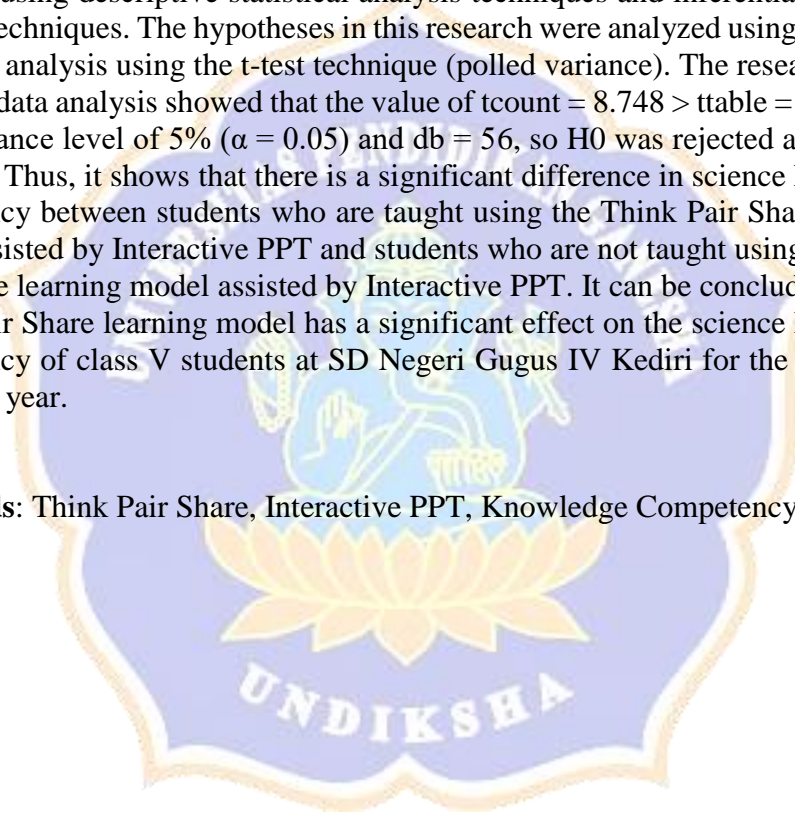 using descriptive statistical analysis techniques and inferential
echniques. The hypotheses in this research were analyzed using
analysis using the t-test technique (polled variance). The resea
data analysis showed that the value of tcount = 8.748 > ttable =
ance level of 5% (α = 0.05) and db = 56, so H0 was rejected a
Thus, it shows that there is a significant difference in science
cy between students who are taught using the Think Pair Sha
sisted by Interactive PPT and students who are not taught using
e learning model assisted by Interactive PPT. It can be conclud
ir Share learning model has a significant effect on the science
cy of class V students at SD Negeri Gugus IV Kediri for the
year.
ls: Think Pair Share, Interactive PPT, Knowledge Competency
UNIVERSITAS PENDIDIKAN GANESHA
UNDIKSHA